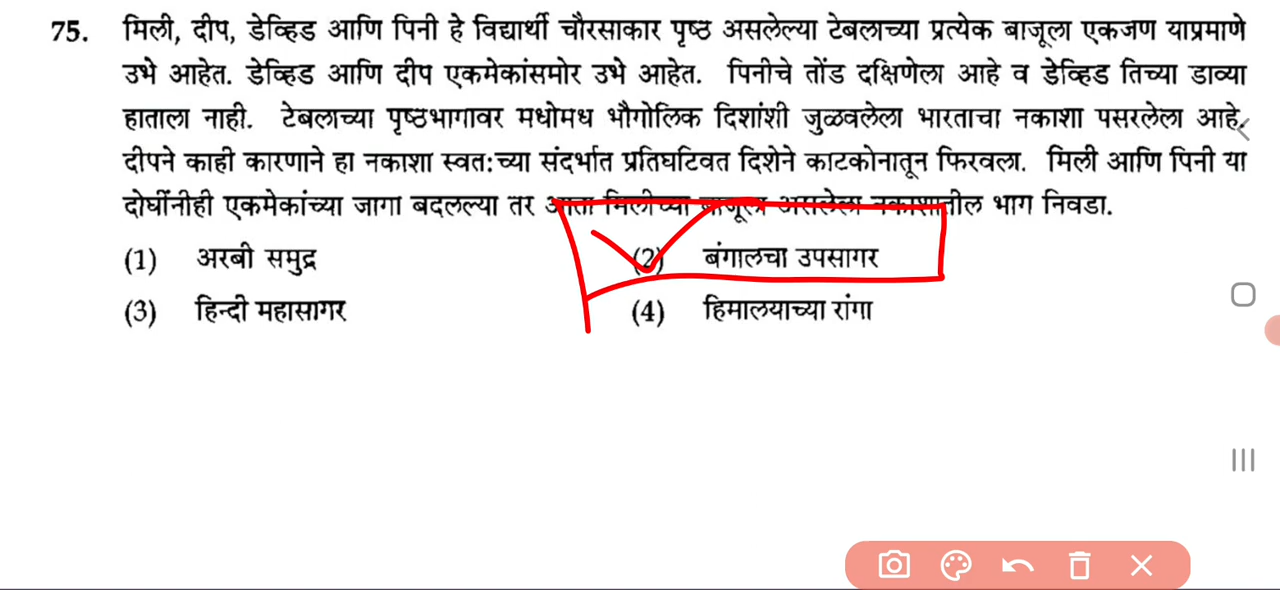 75. मिली, दीप, डेव्हिड आणि पिनी हे विद्यार्थी चौरसाकार पृष्ठ असलेल्या टेबलाच्या प्रत्येक बाजूला एकजण याप्रमाणे
उभे आहेत. डेव्हिड आणि दीप एकमेकांसमोर उभे आहेत. पिनीचे तोंड दक्षिणेला आहे व डेव्हिड तिच्या डाव्या
हाताला नाही. टेबलाच्या पृष्ठभागावर मधोमध भौगोलिक दिशांशी जुळवलेला भारताचा नकाशा पसरलेला आहे.
दीपने काही कारणाने हा नकाशा स्वतःच्या संदर्भात प्रतिघटिवत दिशेने काटकोनातून फिरवला. मिली आणि पिनी या
दोघींनीही एकमेकांच्या जागा बदलल्या तर आता मिलीच्या बाजूला असलेला नकाशातील भाग निवडा.
(1) अरबी समुद्र (2) बंगालचा उपसागर
(3) हिन्दी महासागर (4) हिमालयाच्या रांगा